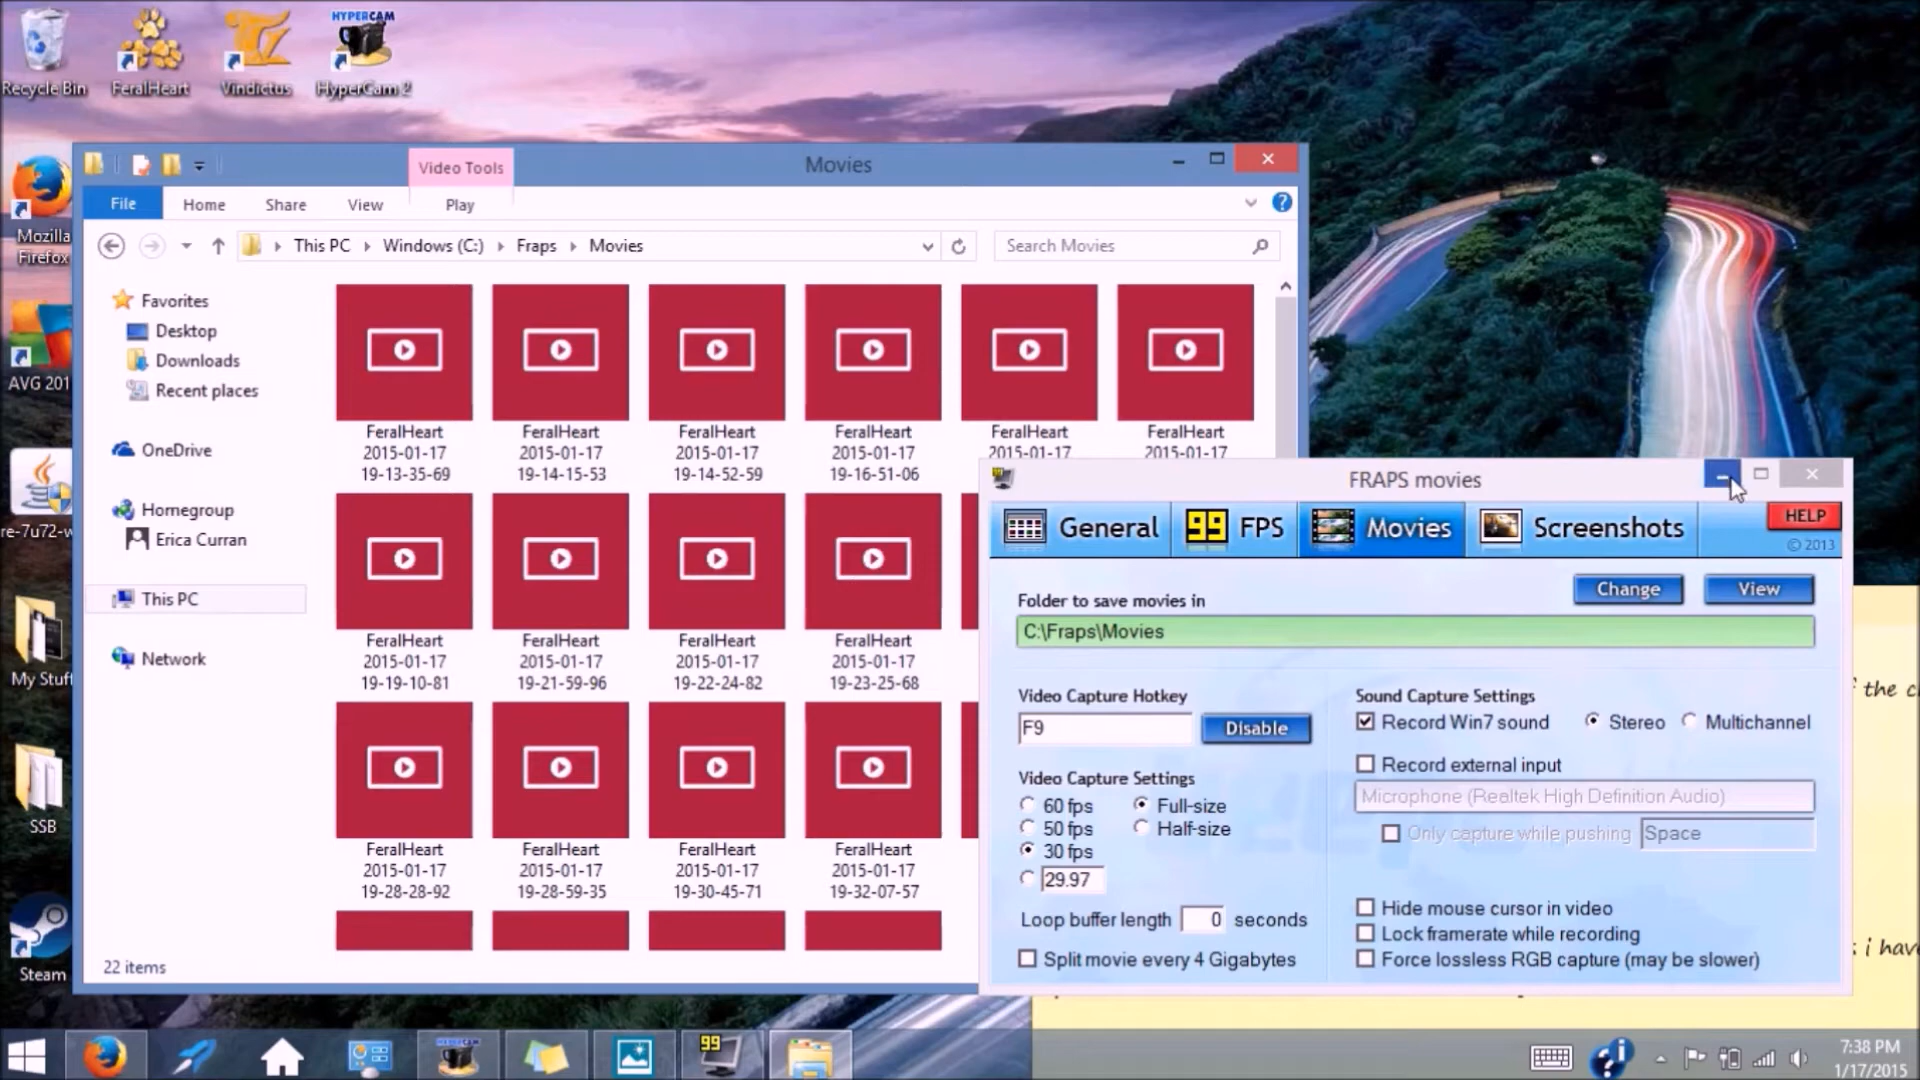 HYPERCAM
Recycle Bin
FeralHeart
Vindictus
HyperCam 2
Mozilla
Firefox
AVG 201
re-7u72-w
My Stuff
SSB
Steam
Video Tools
Movies
File
Home
Share
View
Play
This PC
Windows (C:)
Fraps
Movies
Search Movies
Favorites
Desktop
Downloads
Recent places
OneDrive
Homegroup
Erica Curran
This PC
Network
FeralHeart
2015-01-17
19-13-35-69
FeralHeart
2015-01-17
19-14-15-53
FeralHeart
2015-01-17
19-14-52-59
FeralHeart
2015-01-17
19-16-51-06
FeralHeart
2015-01-17
FeralHeart
2015-01-17
FeralHeart
2015-01-17
19-19-10-81
FeralHeart
2015-01-17
19-21-59-96
FeralHeart
2015-01-17
19-22-24-82
FeralHeart
2015-01-17
19-23-25-68
FeralHeart
2015-01-17
19-28-28-92
FeralHeart
2015-01-17
19-28-59-35
FeralHeart
2015-01-17
19-30-45-71
FeralHeart
2015-01-17
19-32-07-57
22 items
FRAPS movies
General
99 FPS
Movies
Screenshots
HELP
© 2013
Folder to save movies in
Change
View
C:\Fraps\Movies
Video Capture Hotkey
F9
Disable
Video Capture Settings
60 fps
50 fps
30 fps
29.97
Full-size
Half-size
Loop buffer length 0 seconds
Split movie every 4 Gigabytes
Sound Capture Settings
Record Win7 sound
Stereo
Multichannel
Record external input
Microphone (Realtek High Definition Audio)
Only capture while pushing
Space
Hide mouse cursor in video
Lock framerate while recording
Force lossless RGB capture (may be slower)
the c
i have
99
7:38 PM
1/17/2015